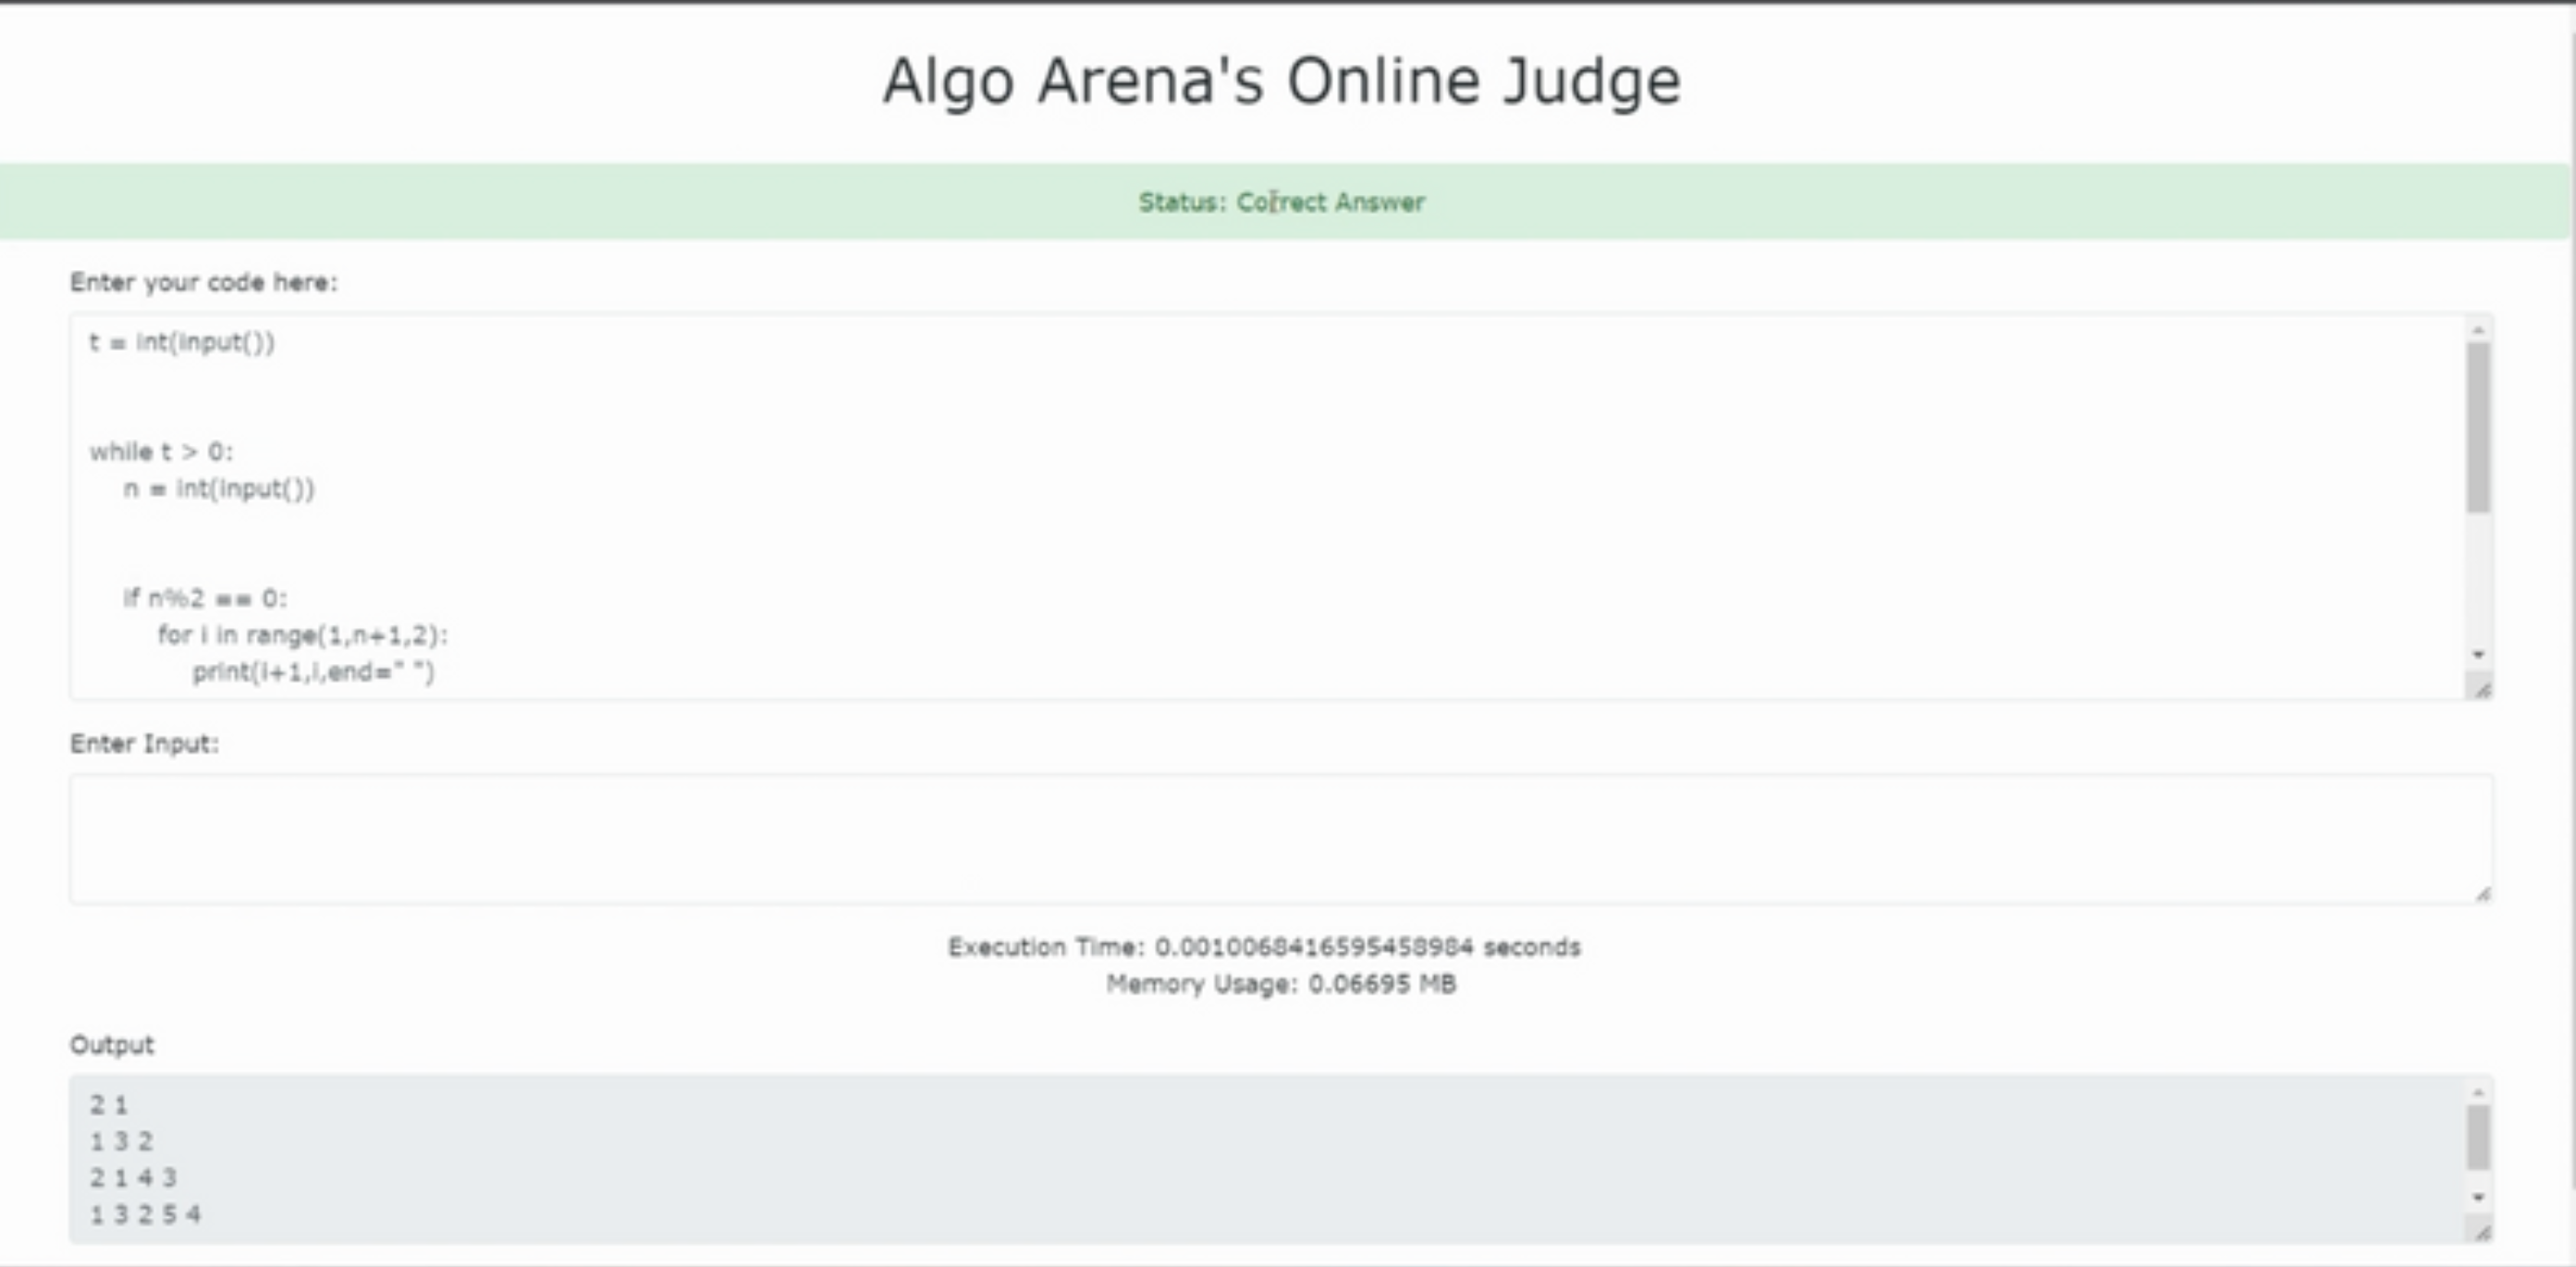 Algo Arena's Online Judge
Status: Correct Answer
Enter your code here:
t = int(input())
while t > 0:
n = int(input())
if n%2 == 0:
for i in range(1,n+1,2):
print(i+1,i,end=" ")
Enter Input:
Execution Time: 0.0010068416595458984 seconds
Memory Usage: 0.06695 MB
Output
2 1
1 3 2
2 1 4 3
1 3 2 5 4